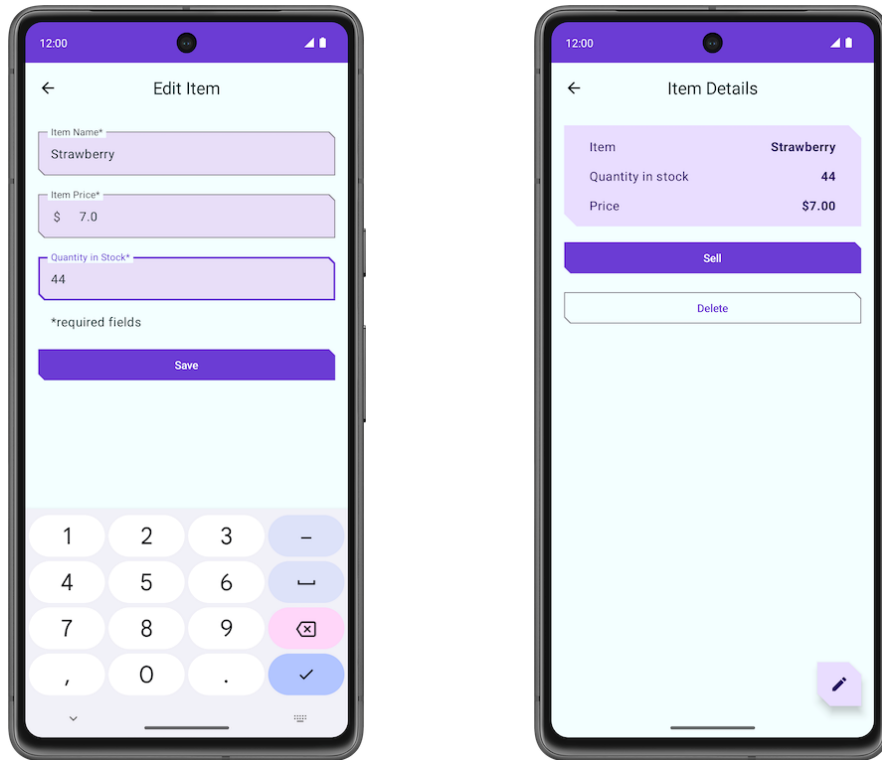 12:00
Edit Item
Item Name*
Strawberry
Item Price*
$ 7.0
Quantity in Stock*
44
*required fields
Save
1 2 3 –
4 5 6
7 8 9
, 0 .
12:00
Item Details
Item Strawberry
Quantity in stock 44
Price $7.00
Sell
Delete